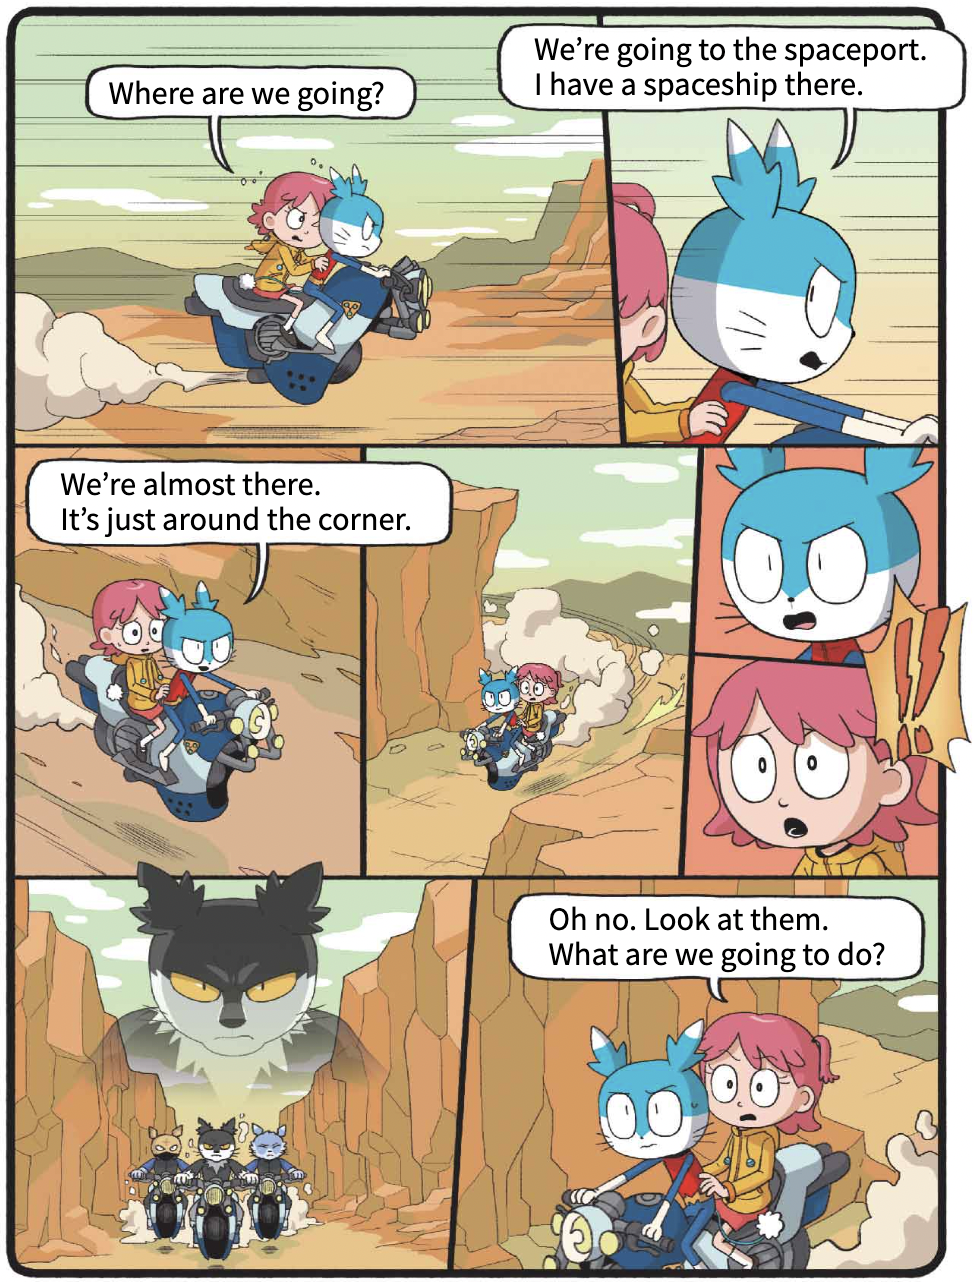 Where are we going?
We're going to the spaceport.
I have a spaceship there.
We're almost there.
It's just around the corner.
!!
Oh no. Look at them.
What are we going to do?